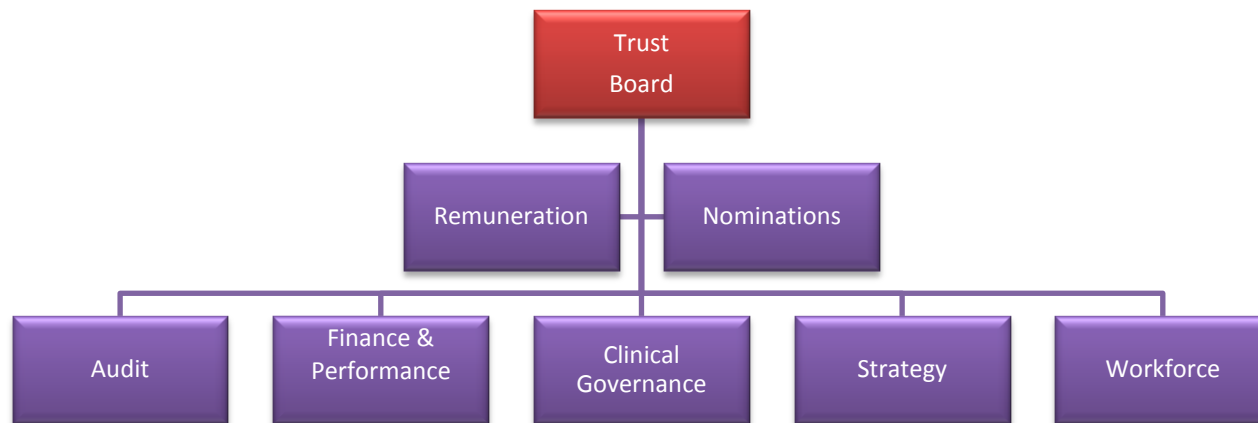 Trust
Board
Remuneration
Nominations
Audit
Finance &
Performance
Clinical
Governance
Strategy
Workforce